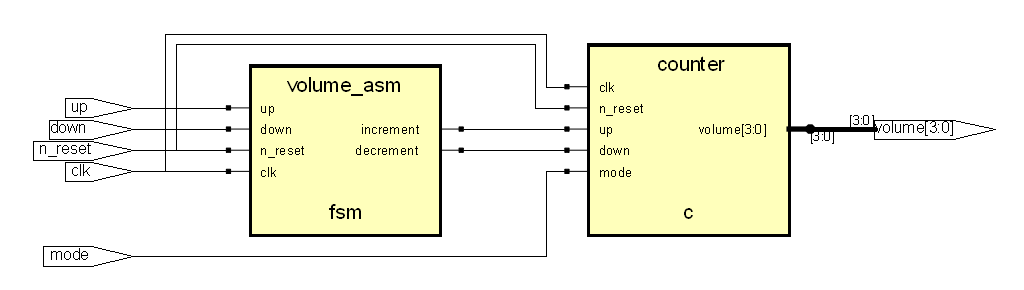 up
down
n_reset
clk
mode
volume_asm
up
down
n_reset
clk
increment
decrement
fsm
counter
clk
n_reset
up
down
mode
volume[3:0]
c
[3:0]
[3:0]
volume[3:0]